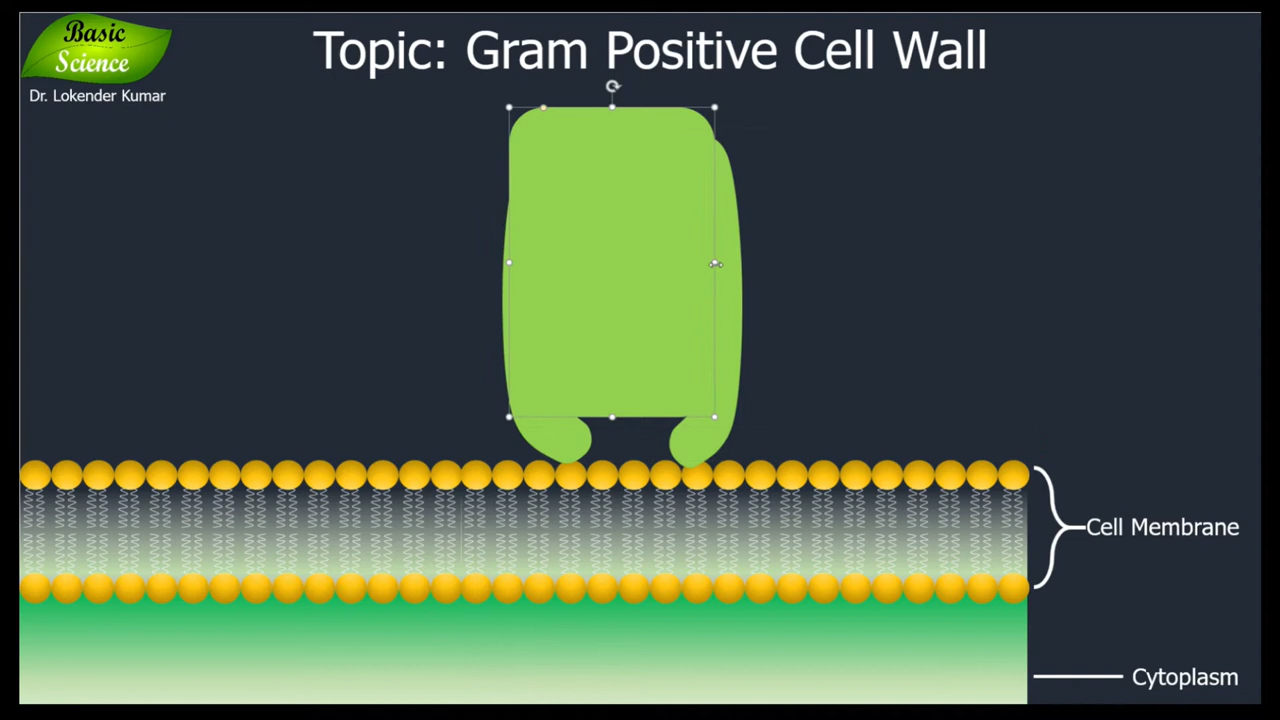 Basic
Science
Dr. Lokender Kumar
Topic: Gram Positive Cell Wall
Cell Membrane
Cytoplasm